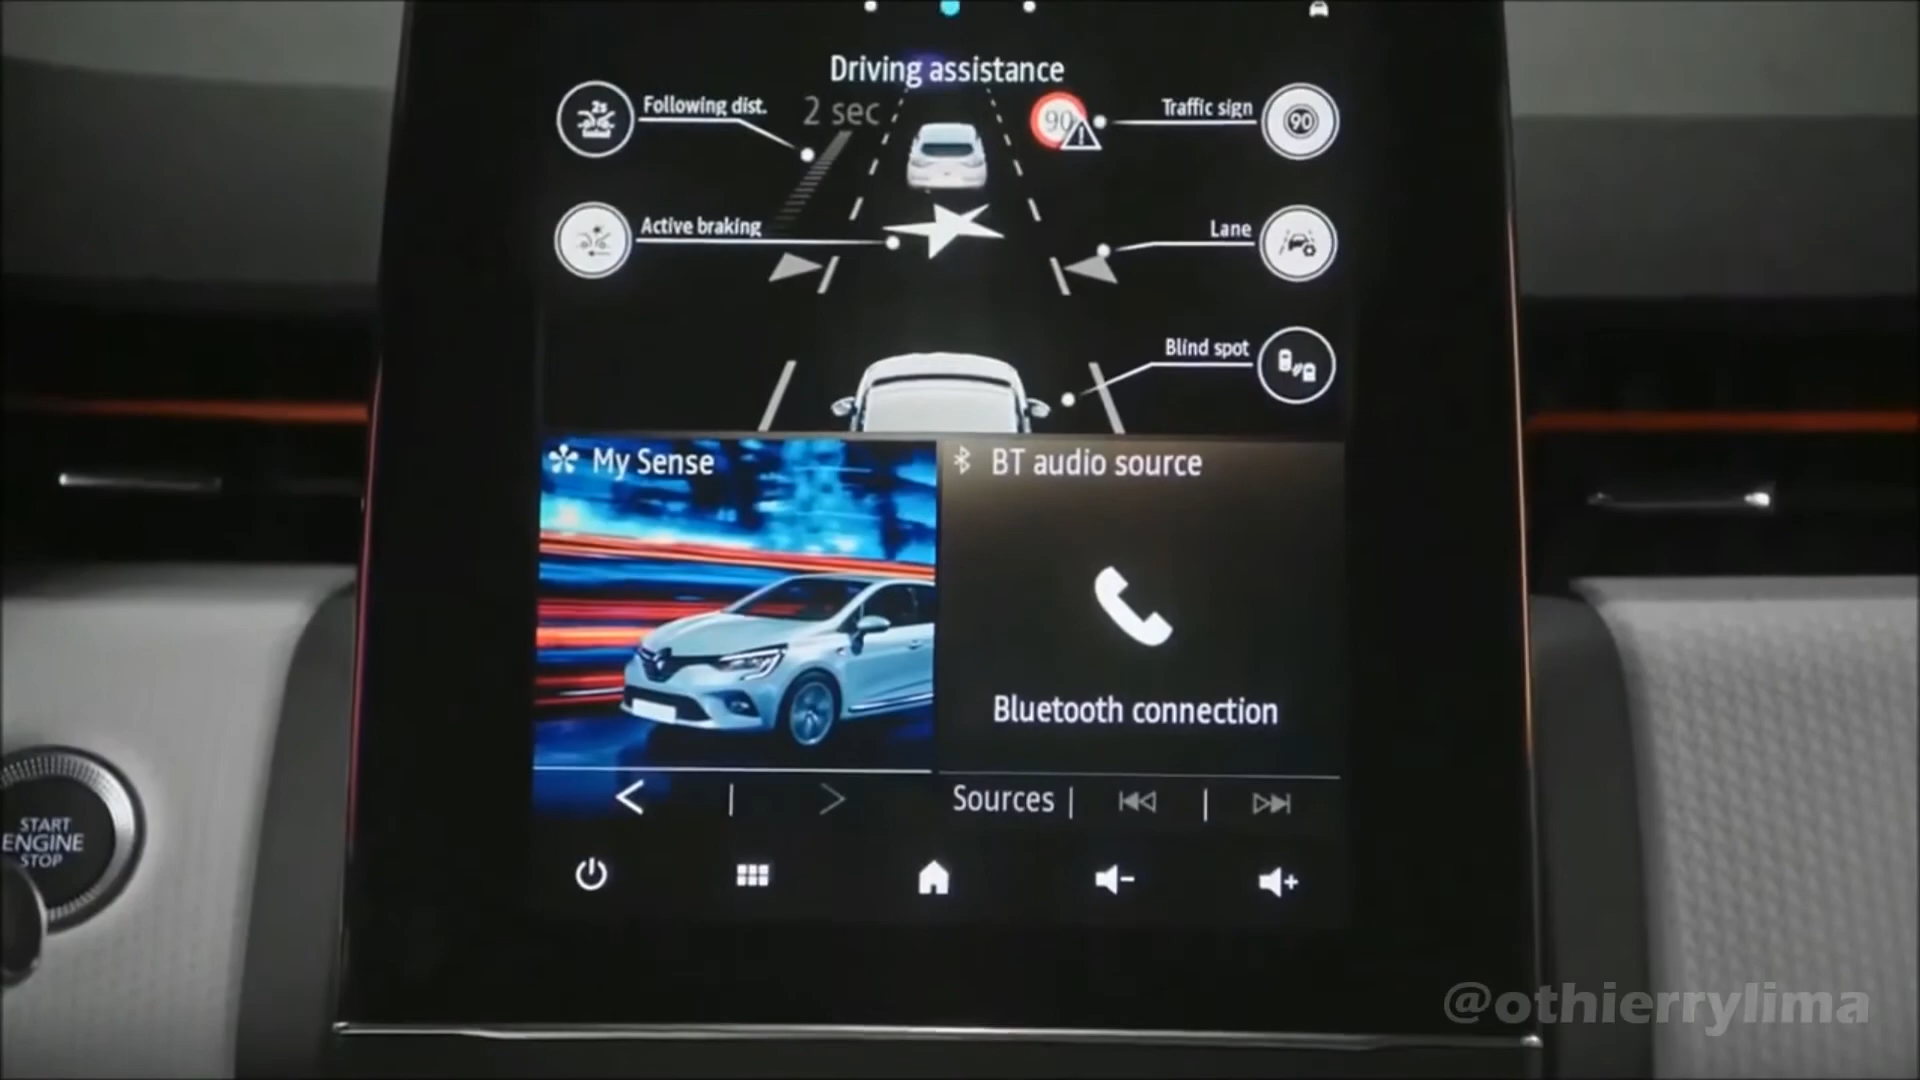 Driving assistance
2s
Following dist.
2 sec
90
Traffic sign
90
Active braking
Lane
Blind spot
My Sense
BT audio source
Bluetooth connection
Sources
START
ENGINE
STOP
@othierrylima